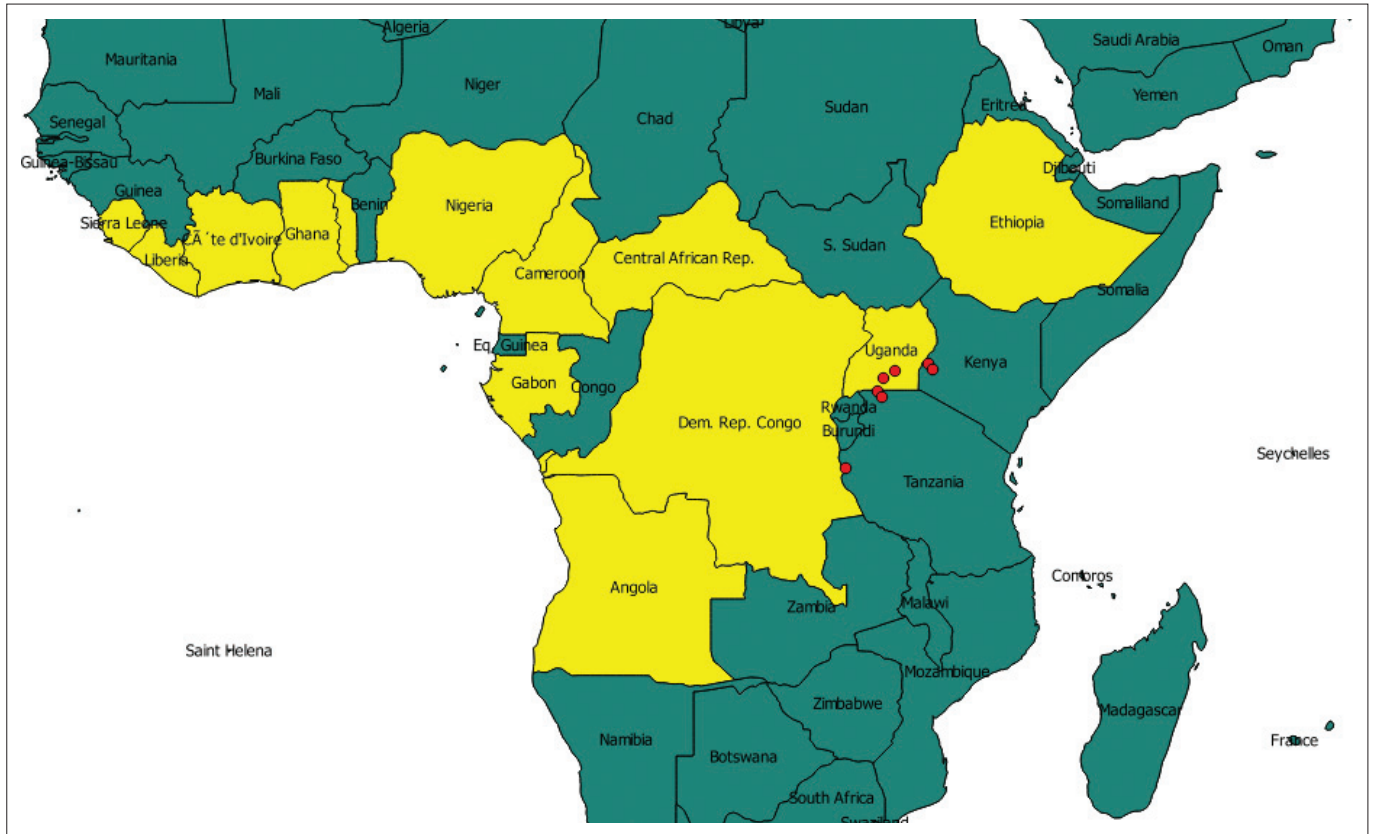 Algeria
Libya
Saudi Arabia
Oman
Mauritania
Mali
Niger
Chad
Sudan
Eritrea
Yemen
Senegal
Guinea-Bissau
Burkina Faso
Djibouti
Guinea
Benin
Nigeria
Somaliland
Sierra Leone
CÃ´te d'Ivoire
Ghana
Ethiopia
Liberia
S. Sudan
Cameroon
Central African Rep.
Somalia
Eq. Guinea
Uganda
Kenya
Gabon
Congo
Rwanda
Dem. Rep. Congo
Burundi
Seychelles
Tanzania
Comoros
Angola
Zambia
Malawi
Saint Helena
Mozambique
Zimbabwe
Madagascar
Namibia
France
Botswana
South Africa
Swaziland